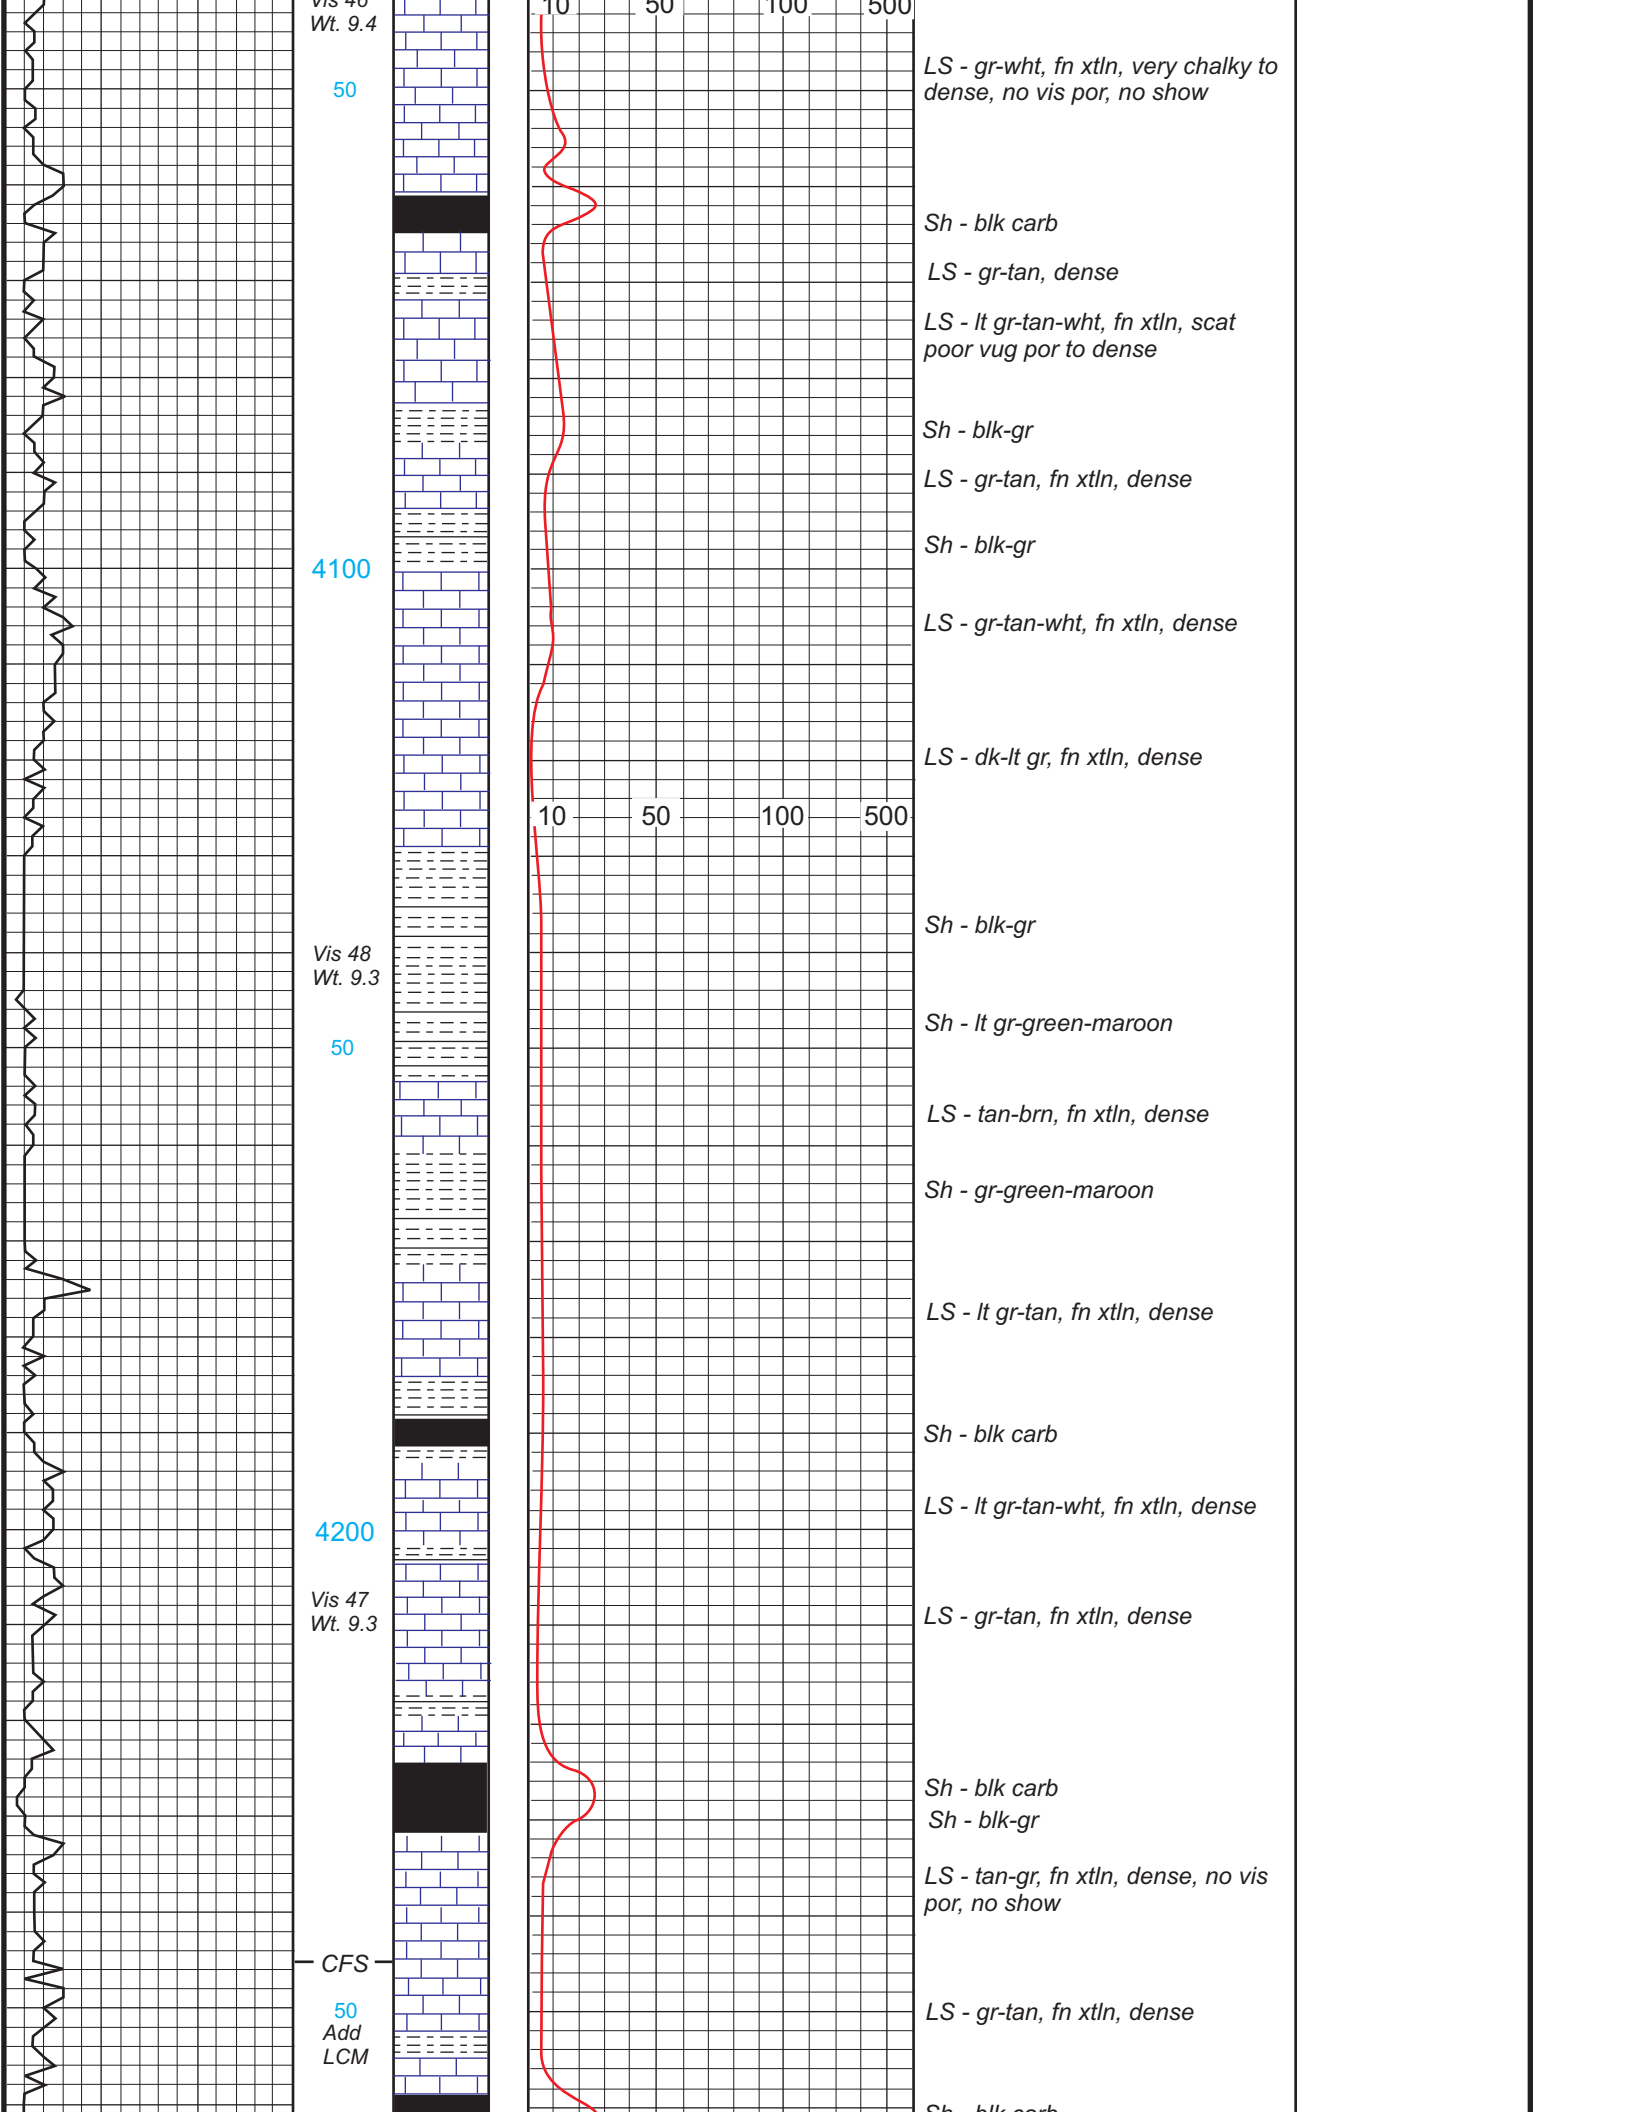 Vis 46
Wt. 9.4
10 50 100 500
LS - gr-wht, fn xtln, very chalky to
dense, no vis por, no show
50
Sh - blk carb
LS - gr-tan, dense
LS - lt gr-tan-wht, fn xtln, scat
poor vug por to dense
Sh - blk-gr
LS - gr-tan, fn xtln, dense
Sh - blk-gr
4100
LS - gr-tan-wht, fn xtln, dense
LS - dk-lt gr, fn xtln, dense
10 50 100 500
Sh - blk-gr
Vis 48
Wt. 9.3
Sh - lt gr-green-maroon
50
LS - tan-brn, fn xtln, dense
Sh - gr-green-maroon
LS - lt gr-tan, fn xtln, dense
Sh - blk carb
LS - lt gr-tan-wht, fn xtln, dense
4200
Vis 47
Wt. 9.3
LS - gr-tan, fn xtln, dense
Sh - blk carb
Sh - blk-gr
LS - tan-gr, fn xtln, dense, no vis
por, no show
CFS
50
LS - gr-tan, fn xtln, dense
Add
LCM
Sh - blk carb